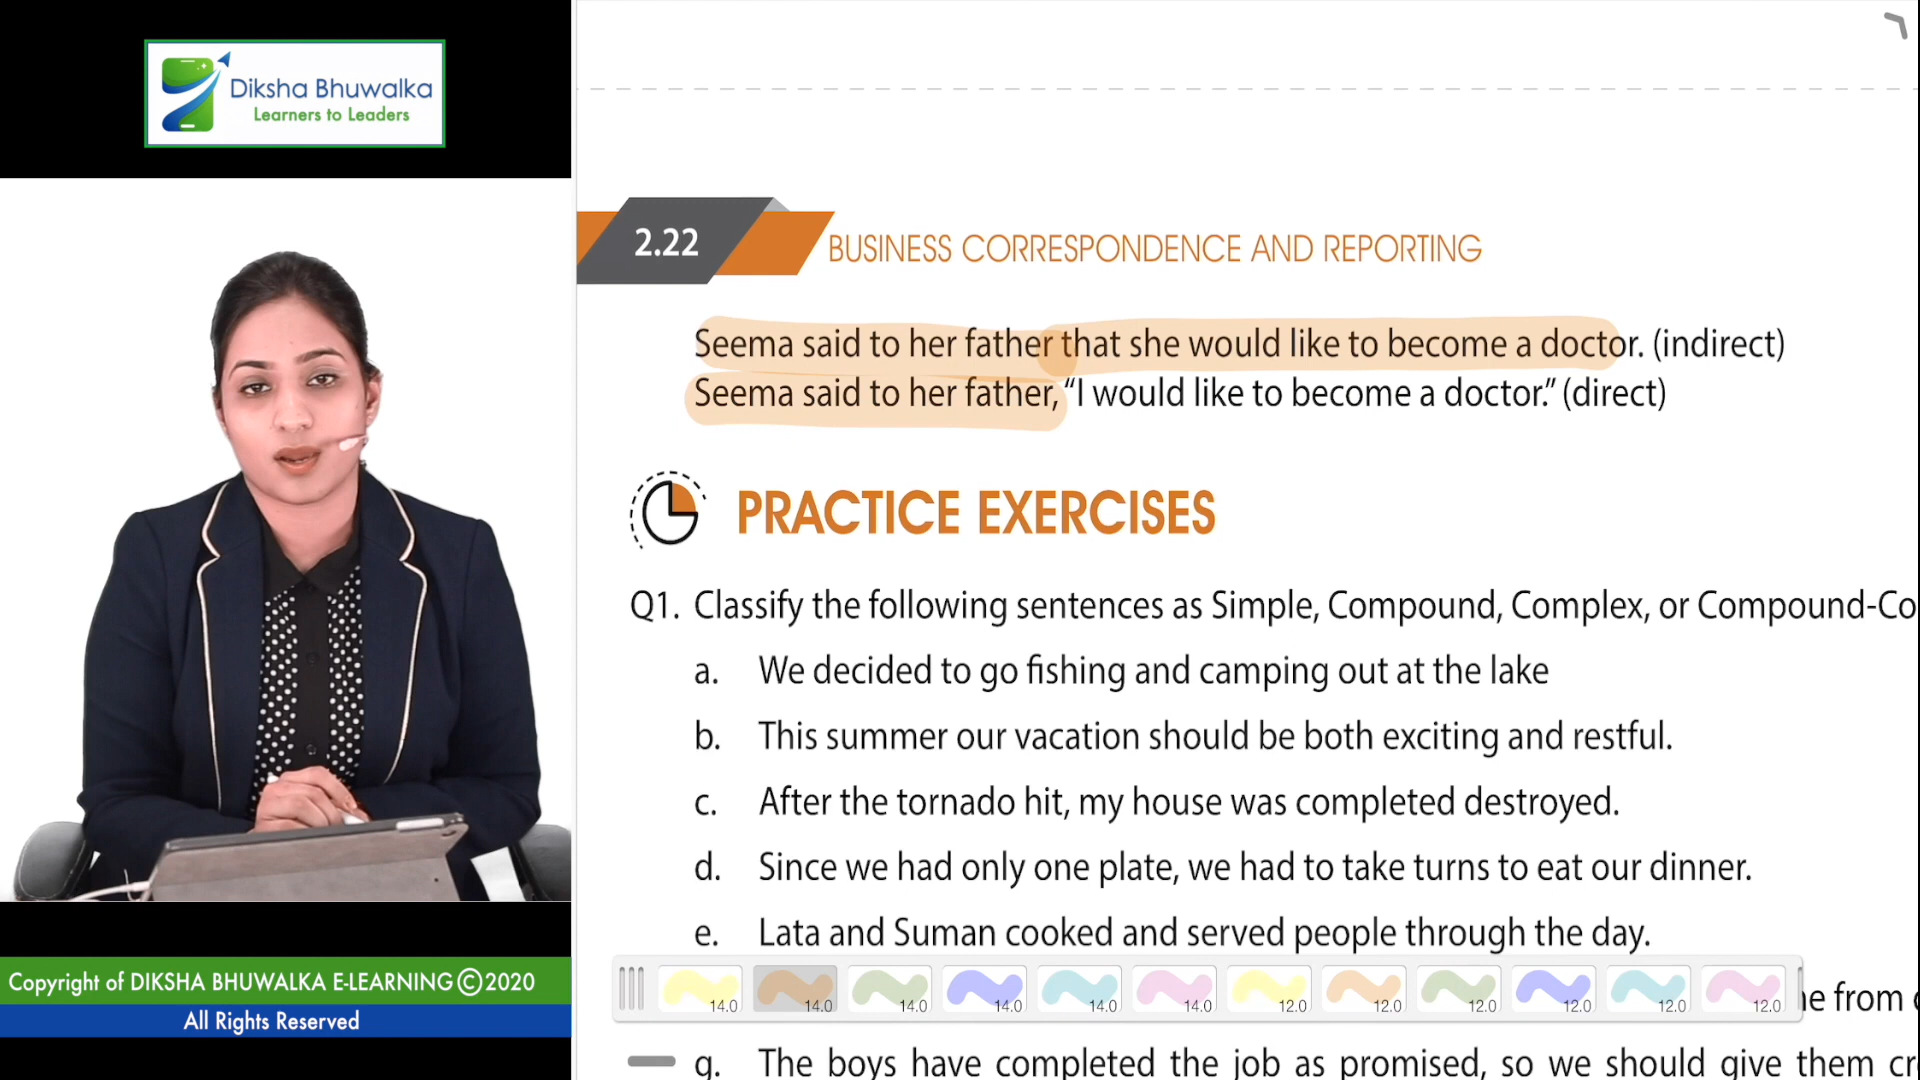 Diksha Bhuwalka
Learners to Leaders
2.22
BUSINESS CORRESPONDENCE AND REPORTING
Seema said to her father that she would like to become a doctor. (indirect)
Seema said to her father, “I would like to become a doctor.” (direct)
PRACTICE EXERCISES
Q1. Classify the following sentences as Simple, Compound, Complex, or Compound-Co
a. We decided to go fishing and camping out at the lake
b. This summer our vacation should be both exciting and restful.
c. After the tornado hit, my house was completed destroyed.
d. Since we had only one plate, we had to take turns to eat our dinner.
e. Lata and Suman cooked and served people through the day.
14.0 14.0 14.0 14.0 14.0 14.0 12.0 12.0 12.0 12.0 12.0 12.0
from
g. The boys have completed the job as promised, so we should give them cr
Copyright of DIKSHA BHUWALKA E-LEARNING©2020
All Rights Reserved